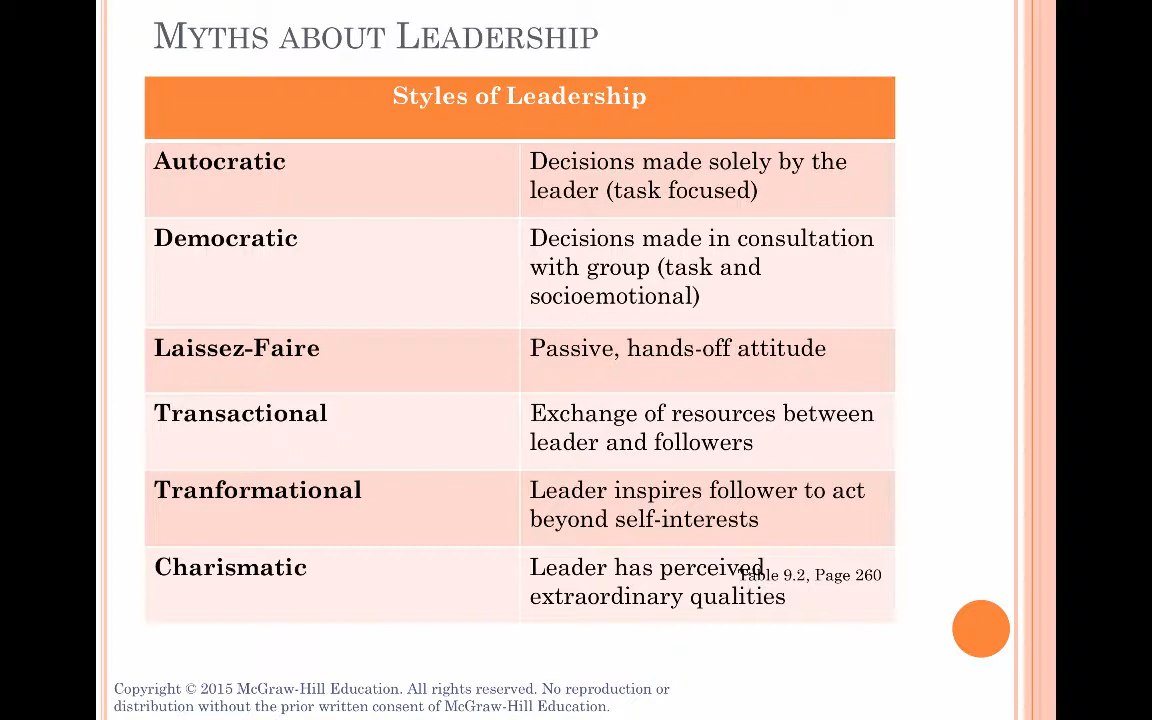 MYTHS ABOUT LEADERSHIP
Styles of Leadership
Autocratic
Decisions made solely by the
leader (task focused)
Democratic
Decisions made in consultation
with group (task and
socioemotional)
Laissez-Faire
Passive, hands-off attitude
Transactional
Exchange of resources between
leader and followers
Tranformational
Leader inspires follower to act
beyond self-interests
Charismatic
Leader has perceived
extraordinary qualities
Table 9.2, Page 260
Copyright © 2015 McGraw-Hill Education. All rights reserved. No reproduction or
distribution without the prior written consent of McGraw-Hill Education.